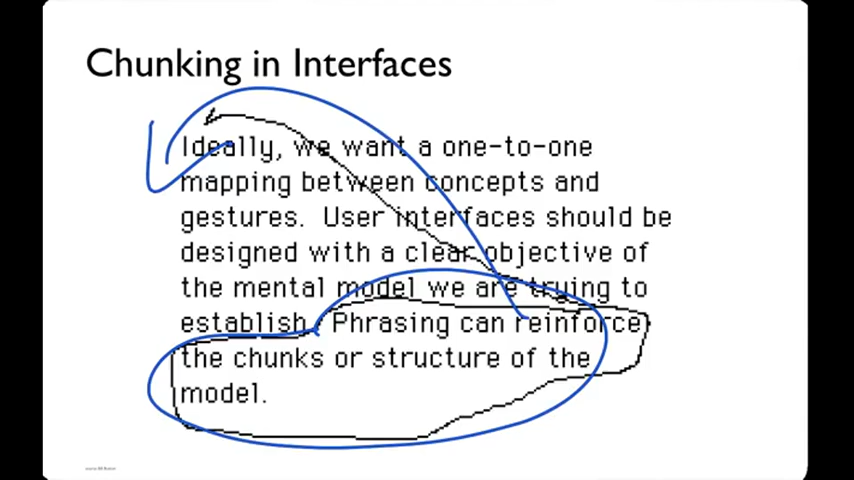 Chunking in Interfaces
Ideally, we want a one-to-one
mapping between concepts and
gestures. User interfaces should be
designed with a clear objective of
the mental model we are trying to
establish. Phrasing can reinforce
the chunks or structure of the
model.